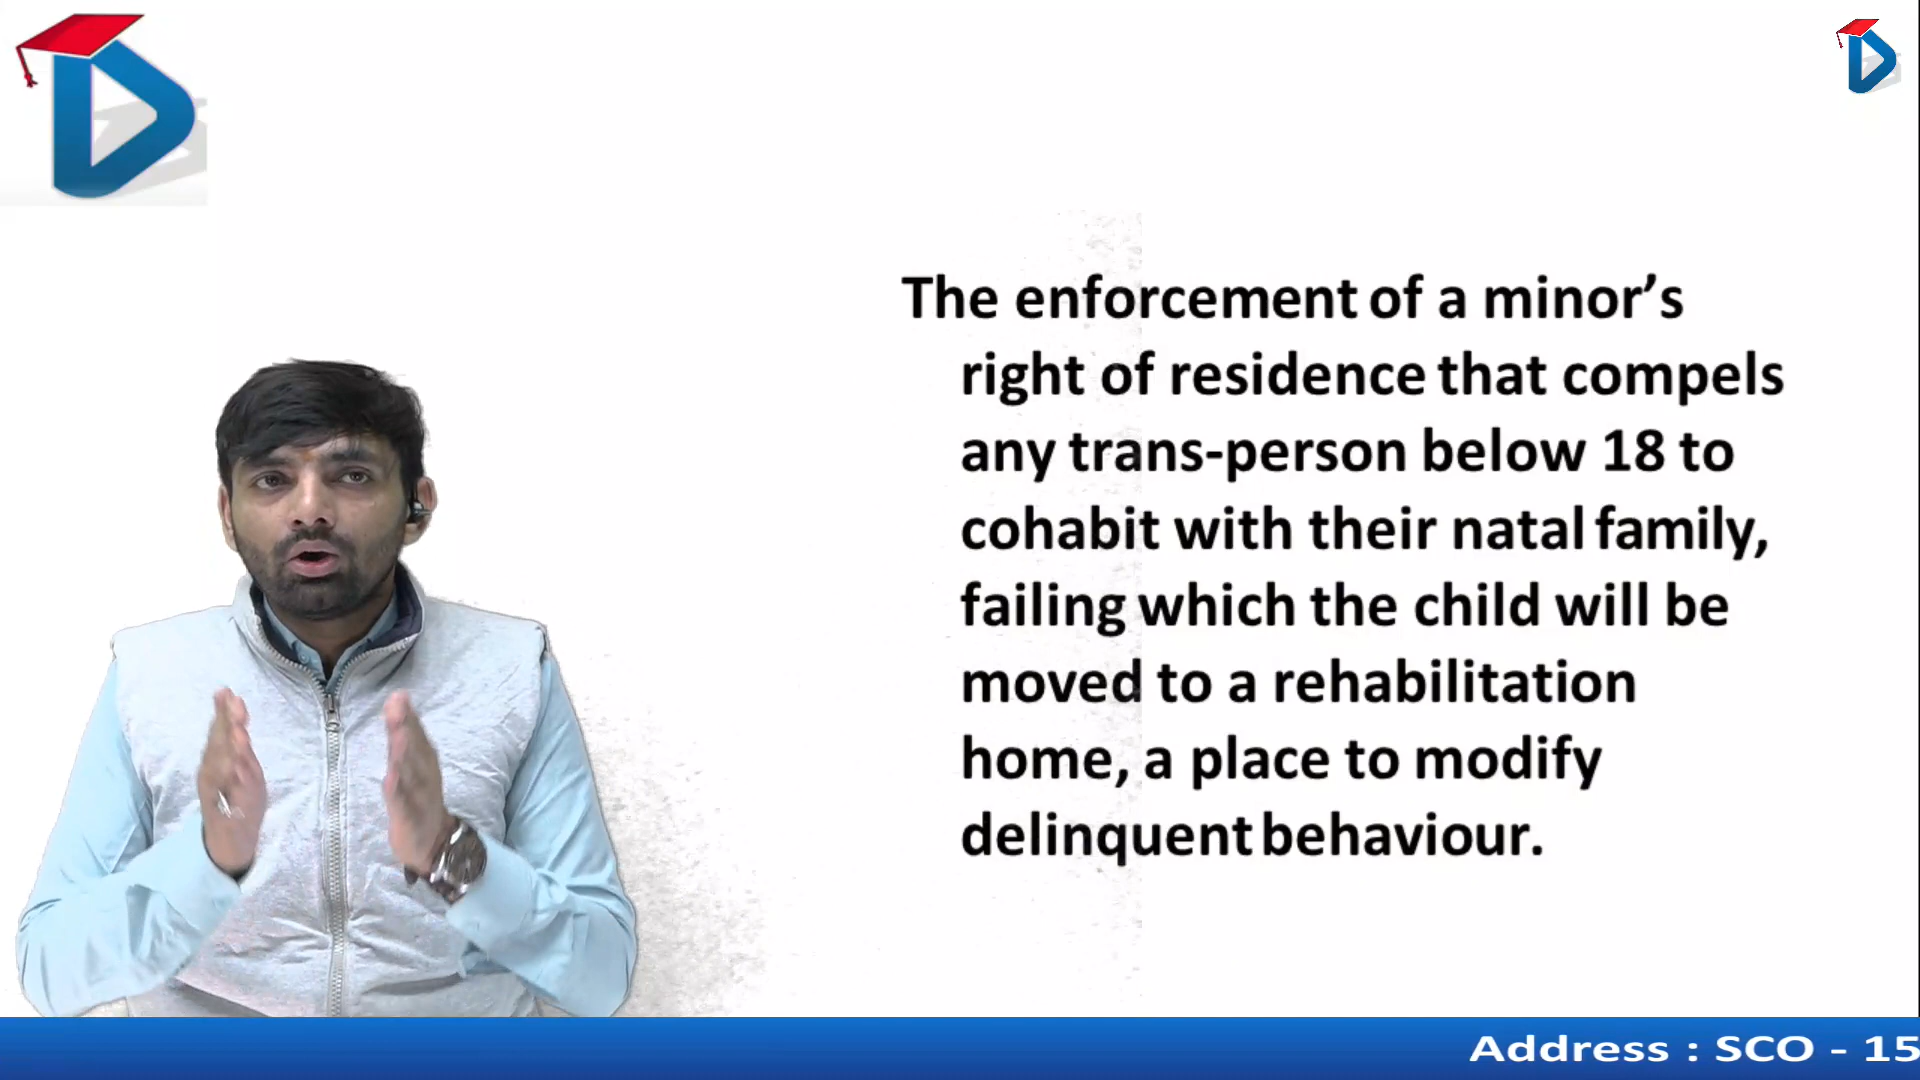 The enforcement of a minor’s
right of residence that compels
any trans-person below 18 to
cohabit with their natal family,
failing which the child will be
moved to a rehabilitation
home, a place to modify
delinquent behaviour.
Address : SCO - 15